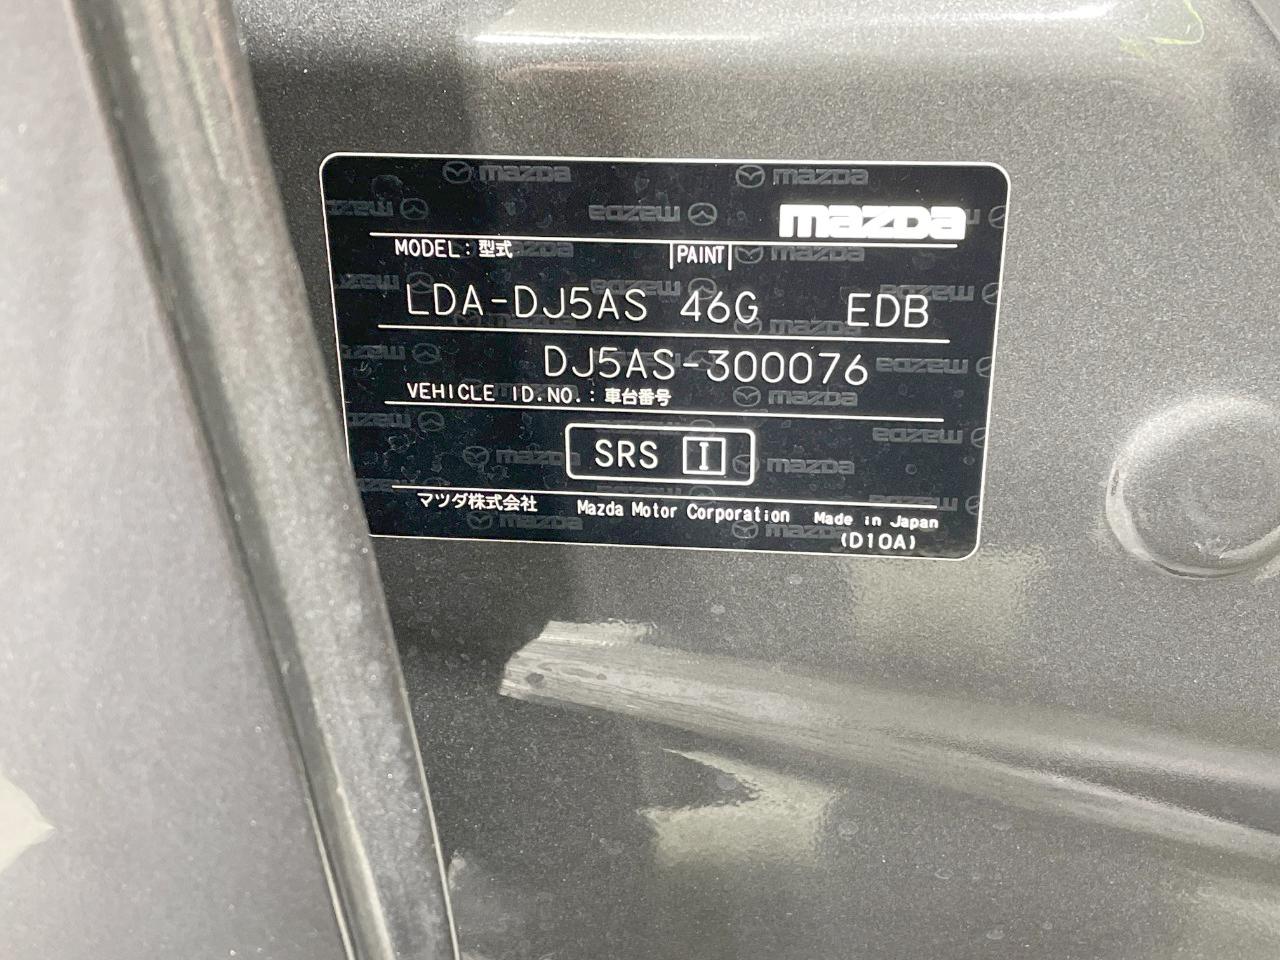 mazda
MODEL: 型式 PAINT
LDA-DJ5AS 46G EDB
DJ5AS-300076
VEHICLE ID.NO.: 車台番号
SRS I
マツダ株式会社 Mazda Motor Corporation Made in Japan
(D10A)